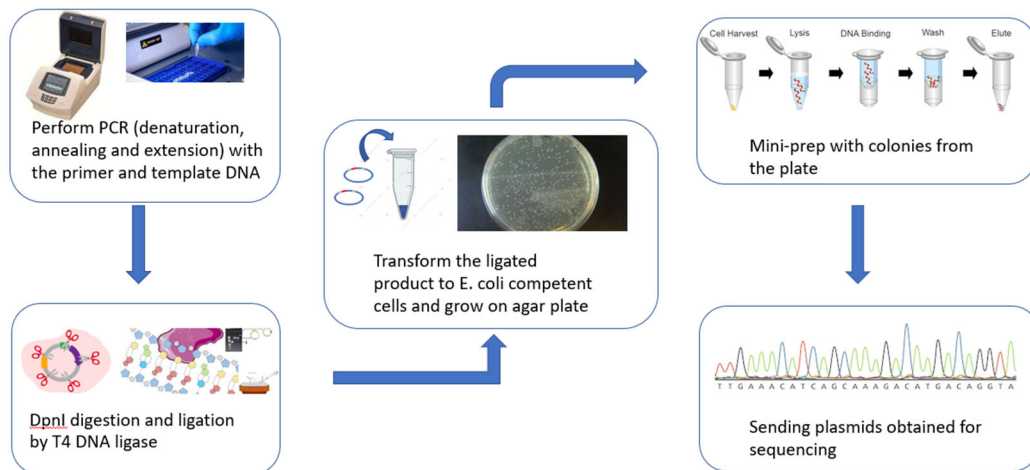 Perform PCR (denaturation,
annealing and extension) with
the primer and template DNA
DpnI digestion and ligation
by T4 DNA ligase
Transform the ligated
product to E. coli competent
cells and grow on agar plate
Cell Harvest
Lysis
DNA Binding
Wash
Elute
Mini-prep with colonies from
the plate
T T G A A A C A T C A G C A A A G A C A T G A C A G G T A
Sending plasmids obtained for
sequencing